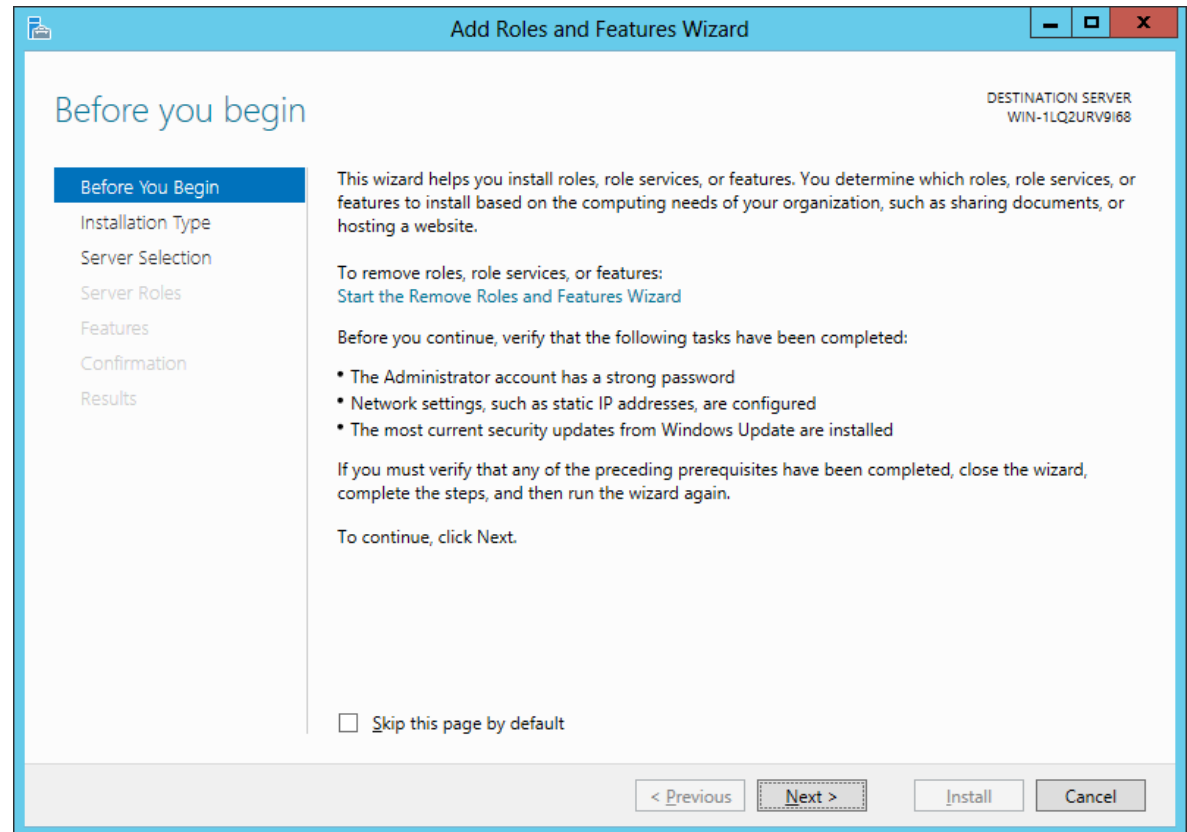 Add Roles and Features Wizard
Before you begin
DESTINATION SERVER
WIN-1LQ2URV9I68
Before You Begin
Installation Type
Server Selection
Server Roles
Features
Confirmation
Results
This wizard helps you install roles, role services, or features. You determine which roles, role services, or
features to install based on the computing needs of your organization, such as sharing documents, or
hosting a website.
To remove roles, role services, or features:
Start the Remove Roles and Features Wizard
Before you continue, verify that the following tasks have been completed:
• The Administrator account has a strong password
• Network settings, such as static IP addresses, are configured
• The most current security updates from Windows Update are installed
If you must verify that any of the preceding prerequisites have been completed, close the wizard,
complete the steps, and then run the wizard again.
To continue, click Next.
Skip this page by default
< Previous
Next >
Install
Cancel